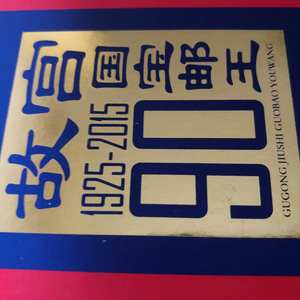 故宫
国宝邮王
1925-2015
90
GUGONG JIUSHI GUOBAO YOUWANG